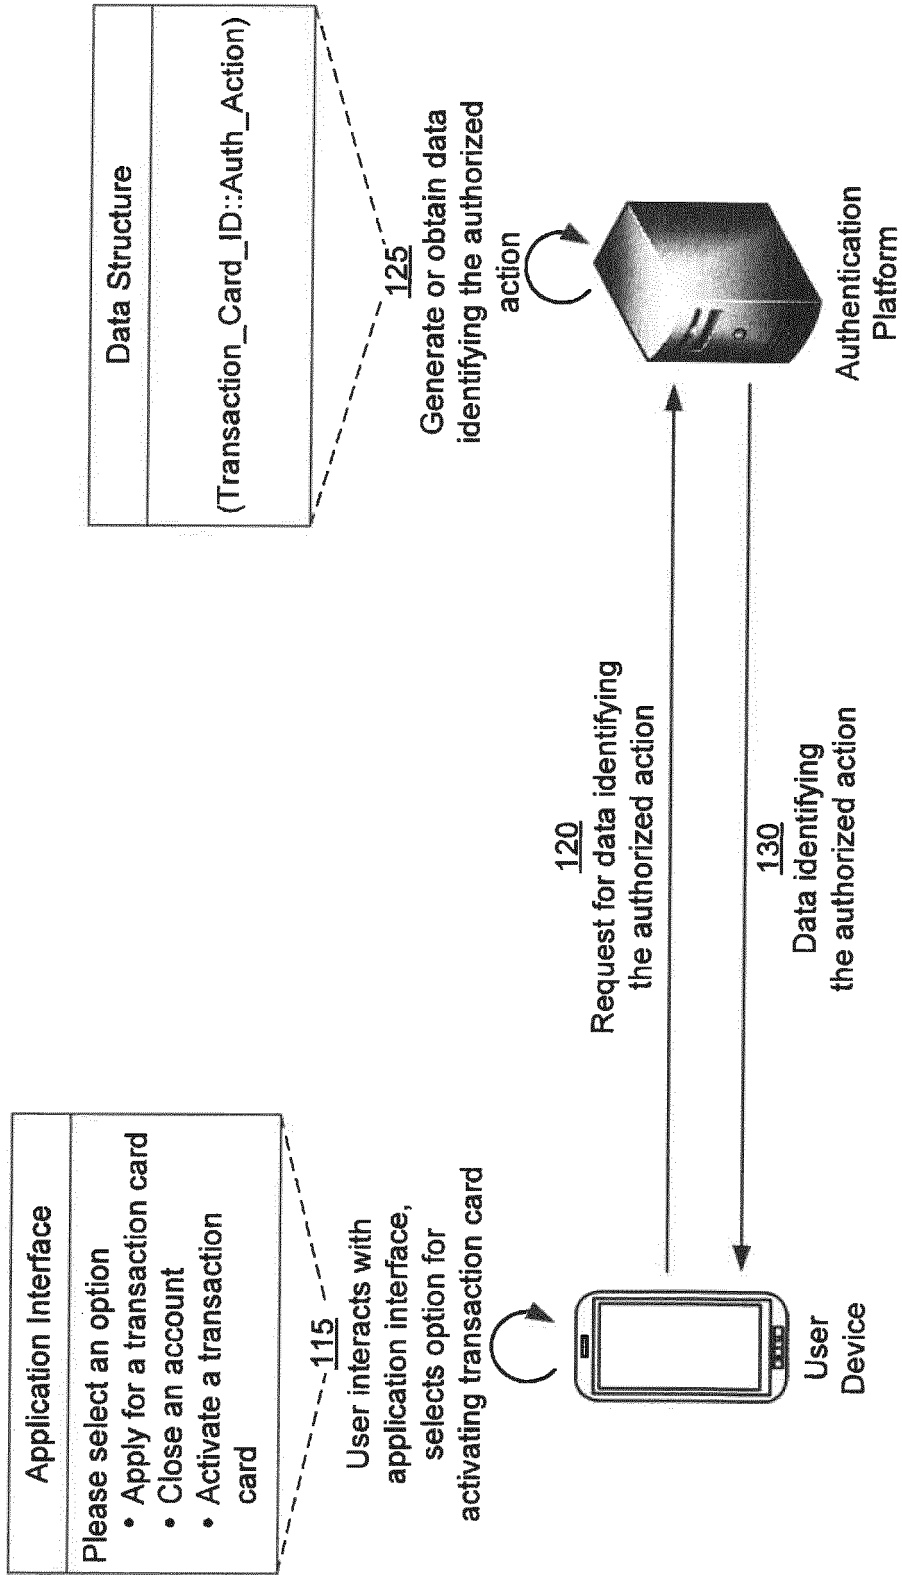 Application Interface
Please select an option
• Apply for a transaction card
• Close an account
• Activate a transaction
card
115
User interacts with
application interface,
selects option for
activating transaction card
User
Device
120
Request for data identifying
the authorized action
130
Data identifying
the authorized action
Data Structure
(Transaction_Card_ID::Auth_Action)
125
Generate or obtain data
identifying the authorized
action
Authentication
Platform